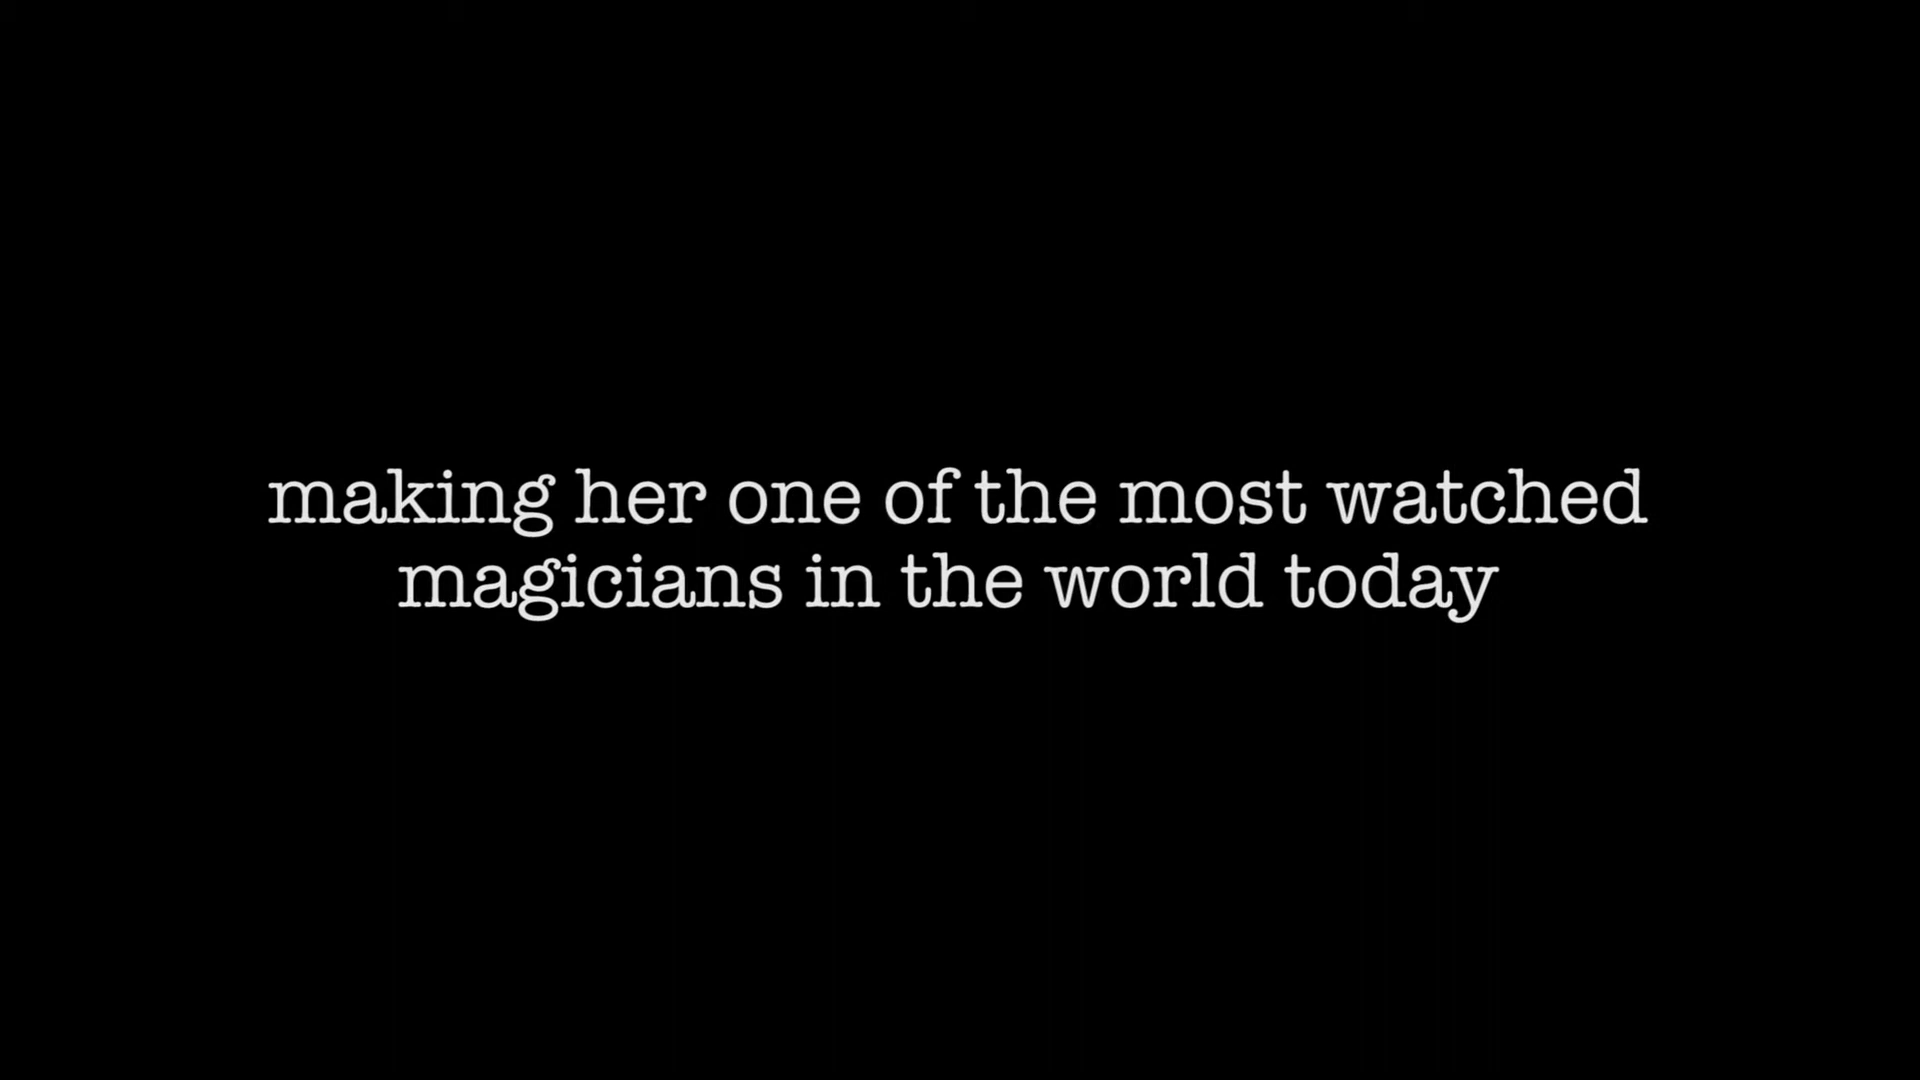 making her one of the most watched
magicians in the world today